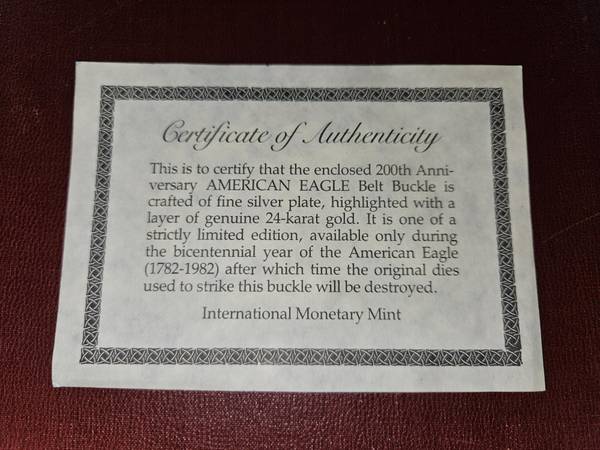 Certificate of Authenticity
This is to certify that the enclosed 200th Anni-
versary AMERICAN EAGLE Belt Buckle is
crafted of fine silver plate, highlighted with a
layer of genuine 24-karat gold. It is one of a
strictly limited edition, available only during
the bicentennial year of the American Eagle
(1782-1982) after which time the original dies
used to strike this buckle will be destroyed.
International Monetary Mint